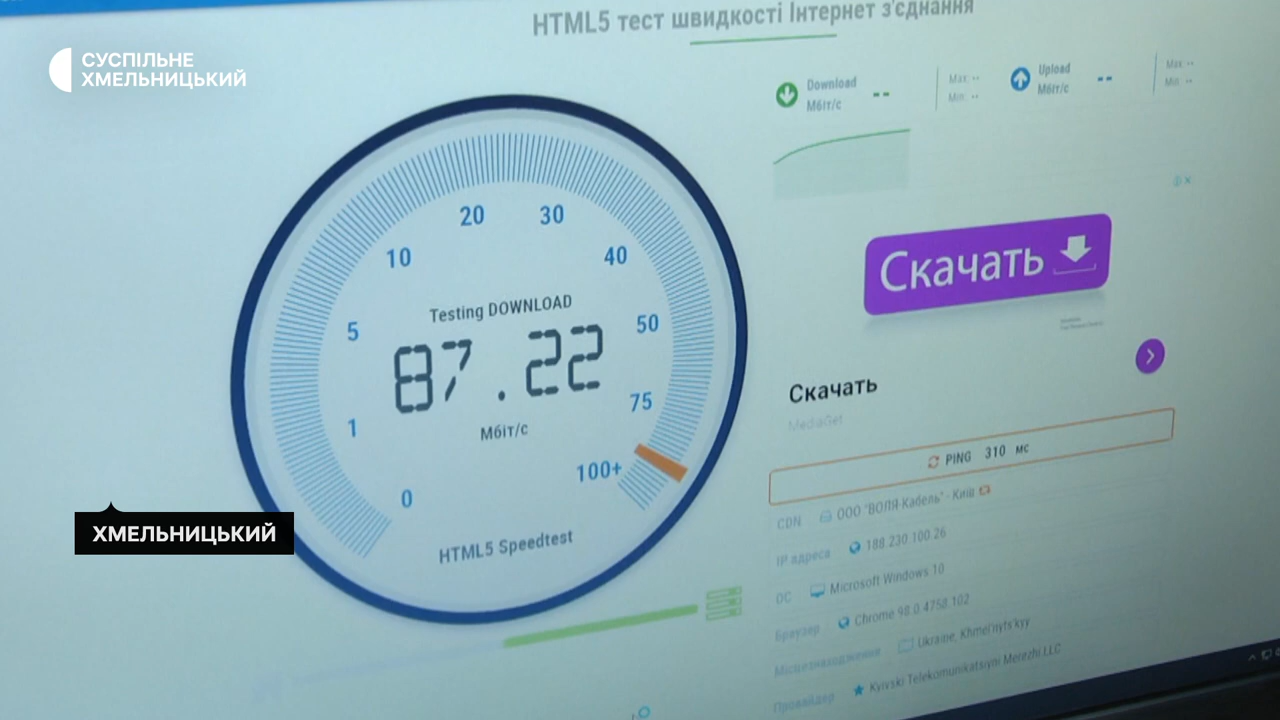 HTML5 тест швидкості Інтернет з'єднання
СУСПІЛЬНЕ
ХМЕЛЬНИЦЬКИЙ
Download
Мбіт/с
--
Max: --
Min: --
Upload
Мбіт/с
--
Max: --
Min: --
0
1
5
10
20
30
40
50
75
100+
Testing DOWNLOAD
87.22
Мбіт/с
HTML5 Speedtest
Скачать
Скачать
MediaGet
PING 310 мс
CDN ООО "ВОЛЯ-Кабель" - Київ
IP адреса 188.230.100.26
ОС Microsoft Windows 10
Браузер Chrome 98.0.4758.102
Місцезнаходження Ukraine, Khmel'nyts'kyy
Провайдер Kyivski Telekomunikatsiyni Merezhi LLC
ХМЕЛЬНИЦЬКИЙ